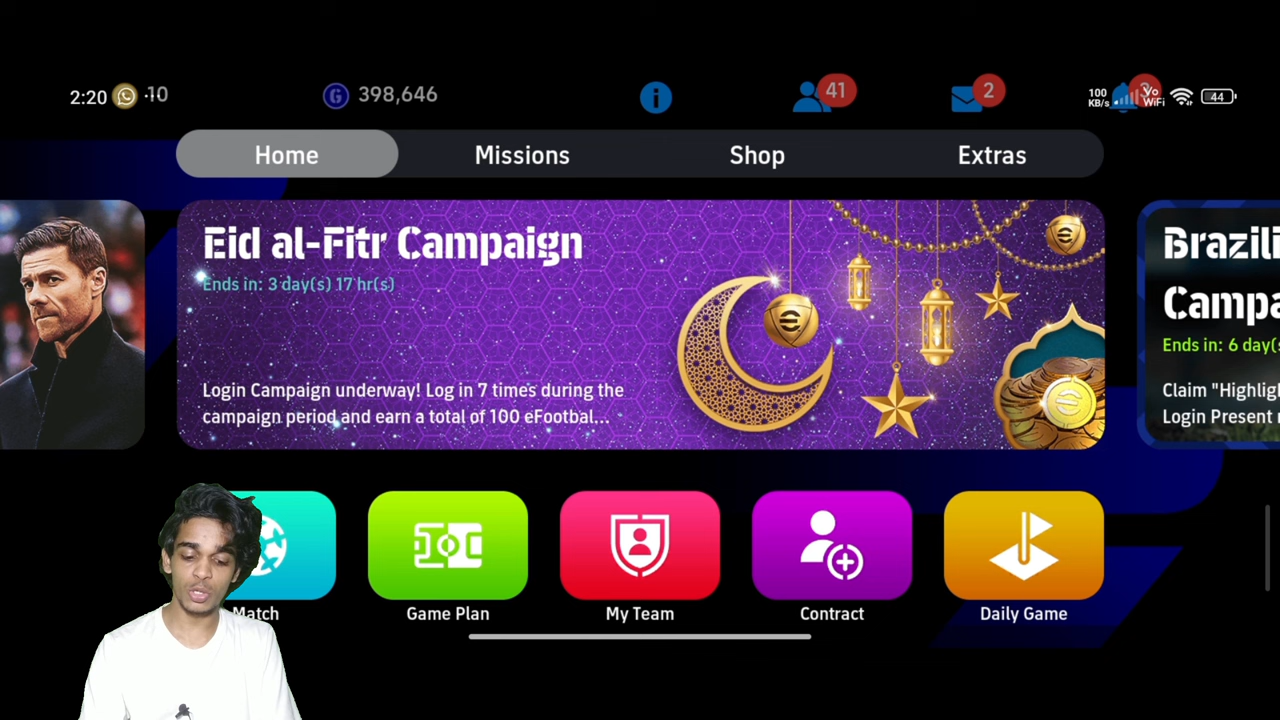 2:20
·10
398,646
41
2
100
KB/s
Vo
WiFi
44
Home
Missions
Shop
Extras
Eid al-Fitr Campaign
Ends in: 3 day(s) 17 hr(s)
Login Campaign underway! Log in 7 times during the
campaign period and earn a total of 100 eFootbal...
Brazili
Campa
Ends in: 6 day(s
Claim "Highlig
Login Present
Match
Game Plan
My Team
Contract
Daily Game